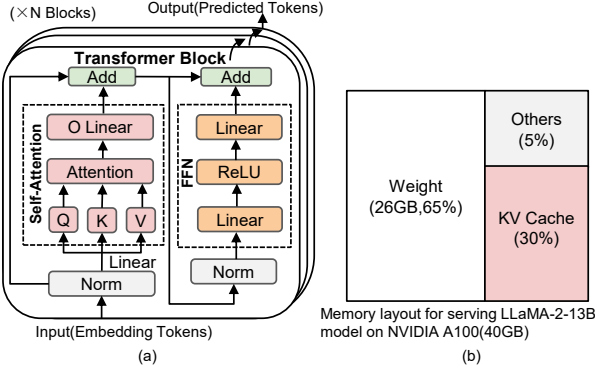 (×N Blocks)
Output(Predicted Tokens)
Transformer Block
Add
O Linear
Attention
Q K V
Self-Attention
Linear
Norm
Input(Embedding Tokens)
(a)
Add
Linear
ReLU
Linear
FFN
Norm
Weight
(26GB,65%)
Others
(5%)
KV Cache
(30%)
Memory layout for serving LLaMA-2-13B
model on NVIDIA A100(40GB)
(b)